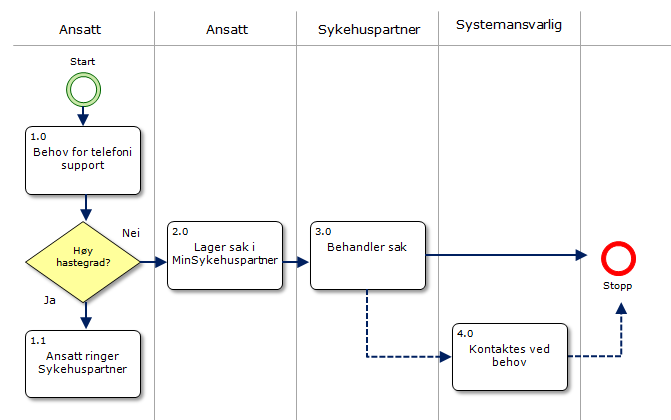 Ansatt
Ansatt
Sykehuspartner
Systemansvarlig
Start
1.0
Behov for telefoni
support
Høy
hastegrad?
Nei
Ja
1.1
Ansatt ringer
Sykehuspartner
2.0
Lager sak i
MinSykehuspartner
3.0
Behandler sak
4.0
Kontaktes ved
behov
Stopp